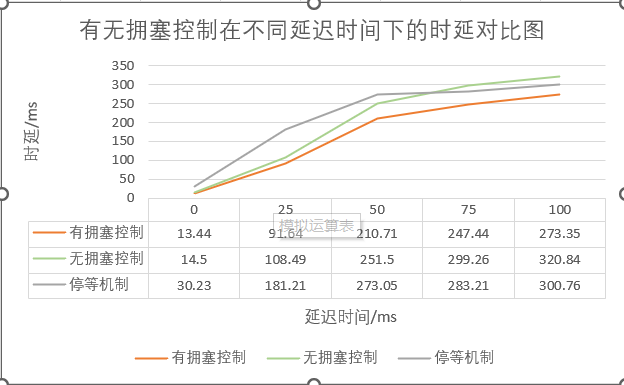 有无拥塞控制在不同延迟时间下的时延对比图
350
300
250
200
150
100
50
0
时延/ms
0 25 50 75 100
有拥塞控制 13.44 91.64 210.71 247.44 273.35
模拟运算表
无拥塞控制 14.5 108.49 251.5 299.26 320.84
停等机制 30.23 181.21 273.05 283.21 300.76
延迟时间/ms
有拥塞控制 无拥塞控制 停等机制